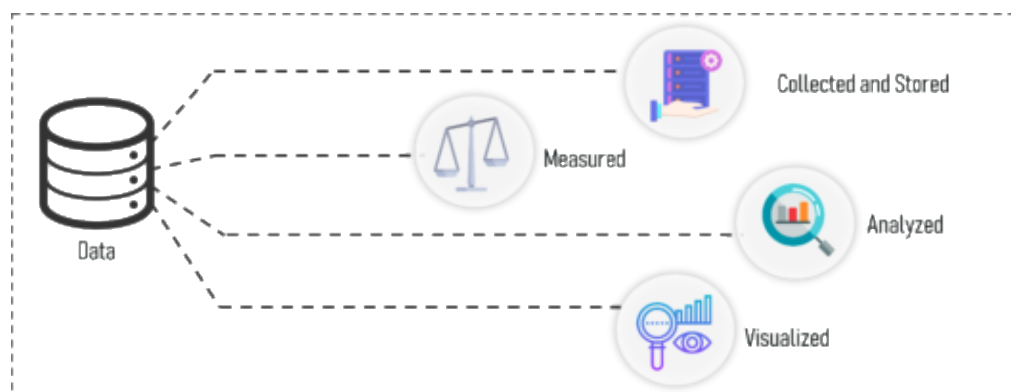 Collected and Stored
Measured
Analyzed
Data
Visualized